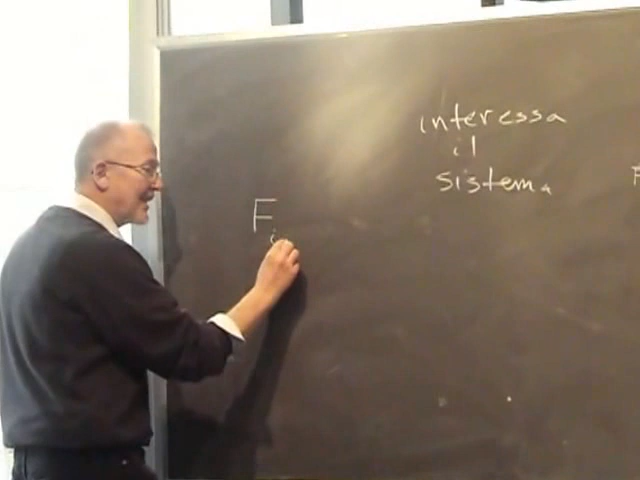 interessa
il
sistema
F
F